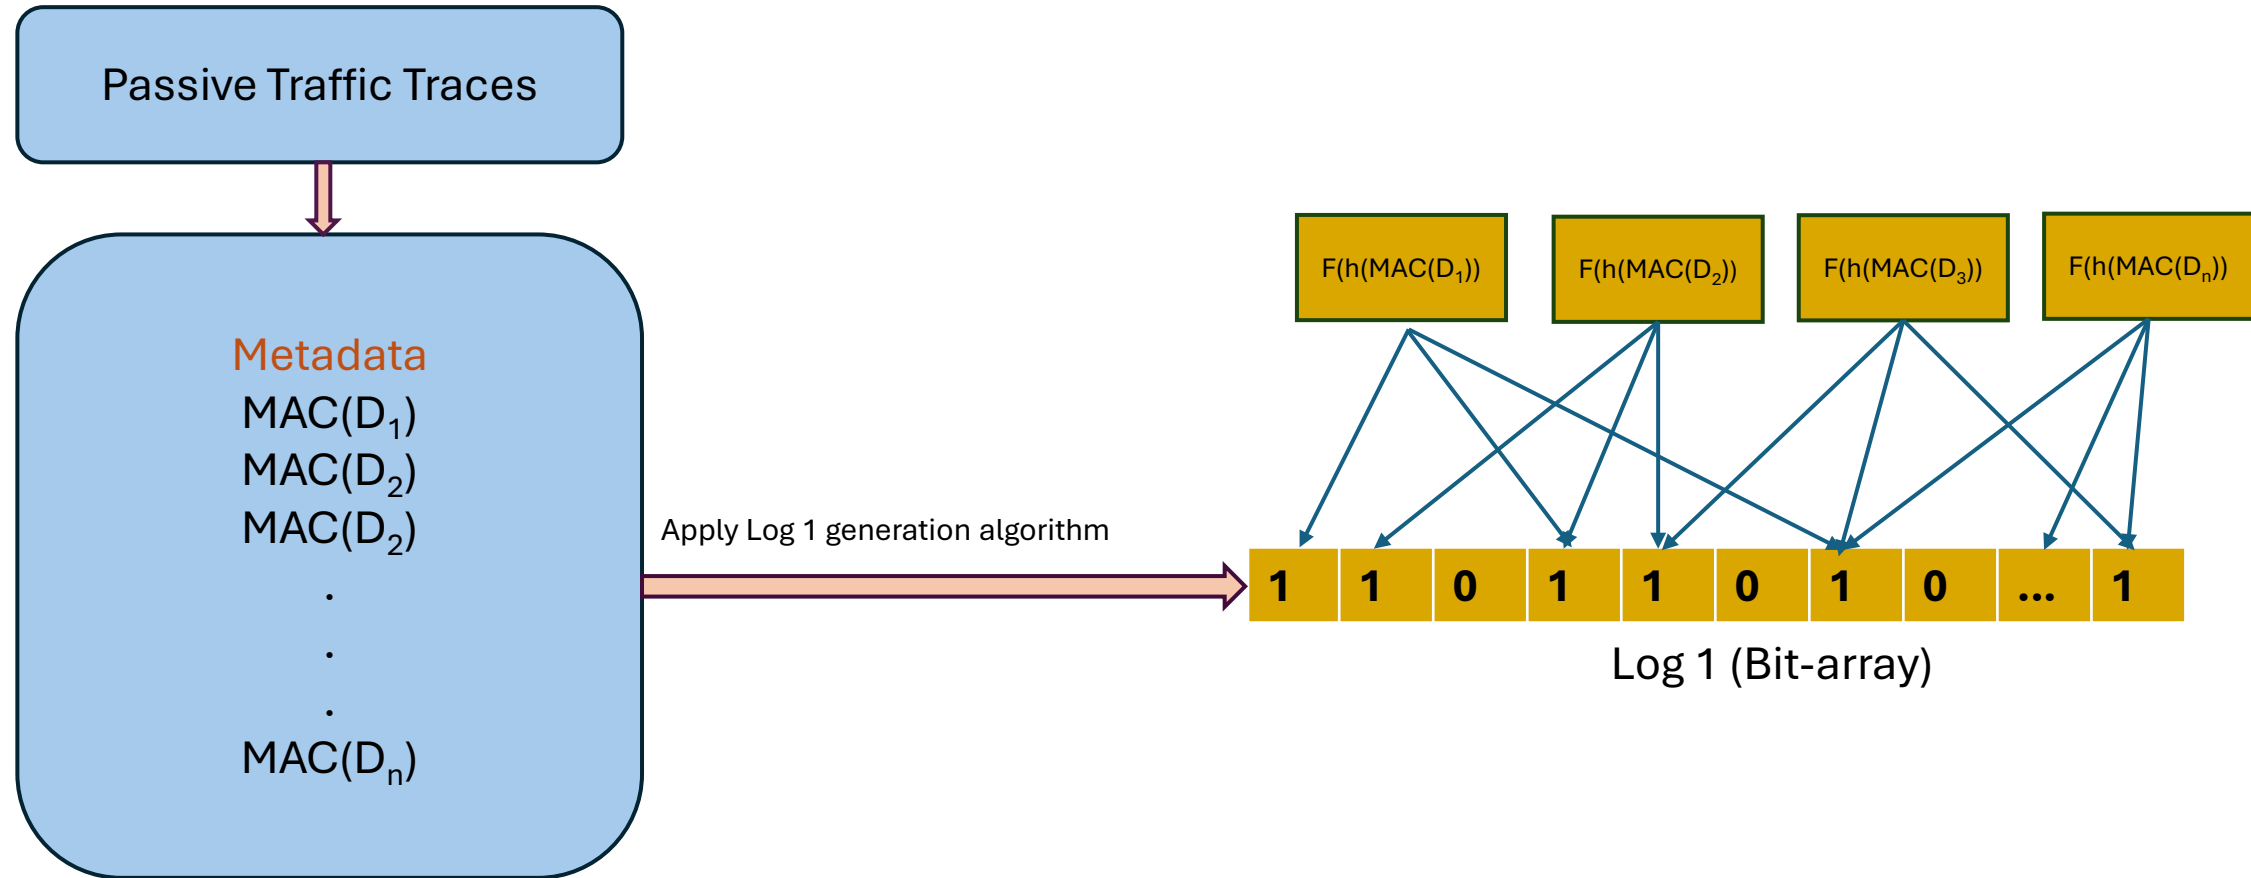 Passive Traffic Traces
Metadata
MAC(D₁)
MAC(D₂)
MAC(D₂)
.
.
.
MAC(Dₙ)
Apply Log 1 generation algorithm
F(h(MAC(D₁))
F(h(MAC(D₂))
F(h(MAC(D₃))
F(h(MAC(Dₙ))
1 1 0 1 1 0 1 0 ... 1
Log 1 (Bit-array)